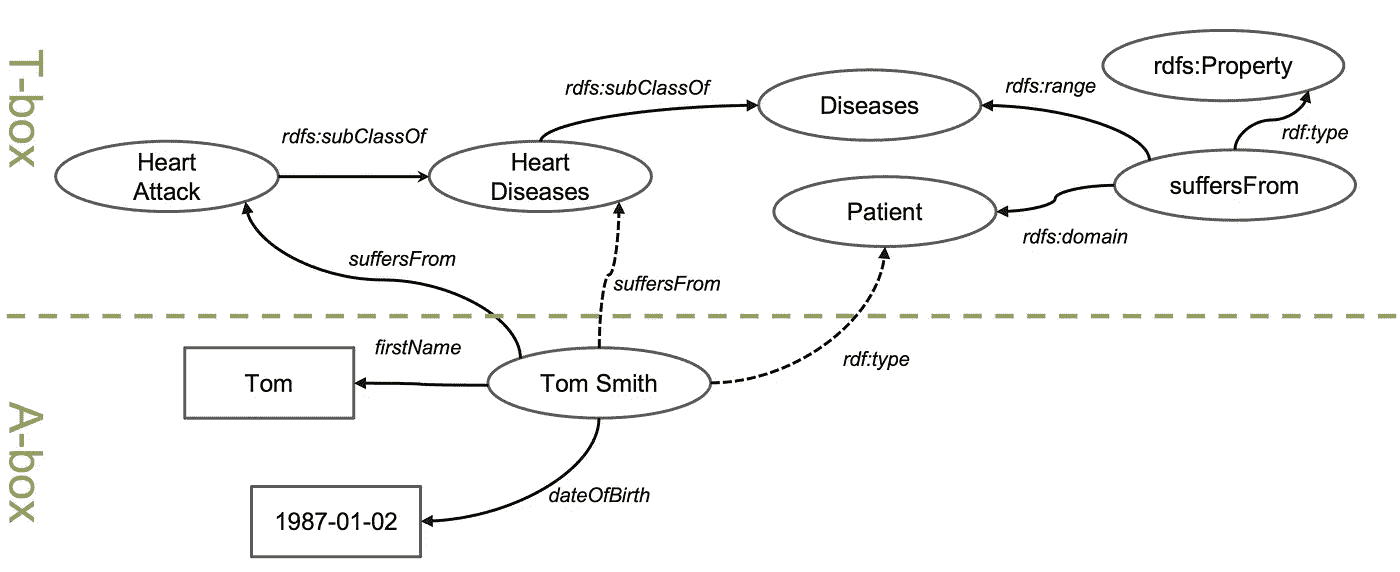 T-box
rdfs:Property
rdfs:subClassOf
Diseases
rdfs:range
rdf:type
rdfs:subClassOf
Heart
Attack
Heart
Diseases
suffersFrom
Patient
rdfs:domain
suffersFrom
suffersFrom
firstName
rdf:type
Tom
Tom Smith
A-box
dateOfBirth
1987-01-02